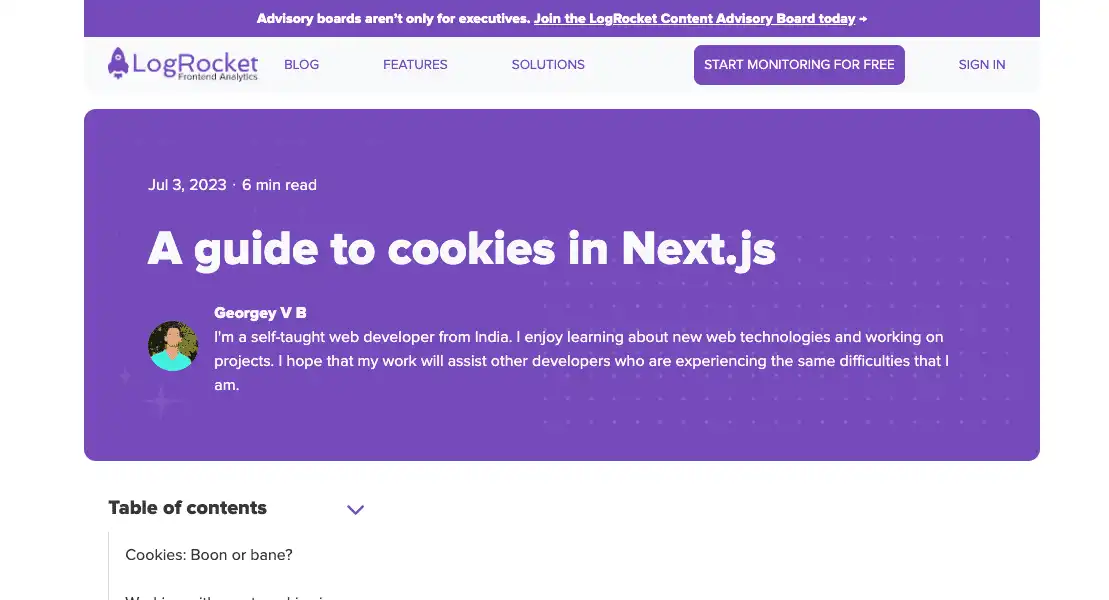 Advisory boards aren’t only for executives. Join the LogRocket Content Advisory Board today →
LogRocket
Frontend Analytics
BLOG
FEATURES
SOLUTIONS
START MONITORING FOR FREE
SIGN IN
Jul 3, 2023 · 6 min read
A guide to cookies in Next.js
Georgey V B
I'm a self-taught web developer from India. I enjoy learning about new web technologies and working on
projects. I hope that my work will assist other developers who are experiencing the same difficulties that I
am.
Table of contents
Cookies: Boon or bane?